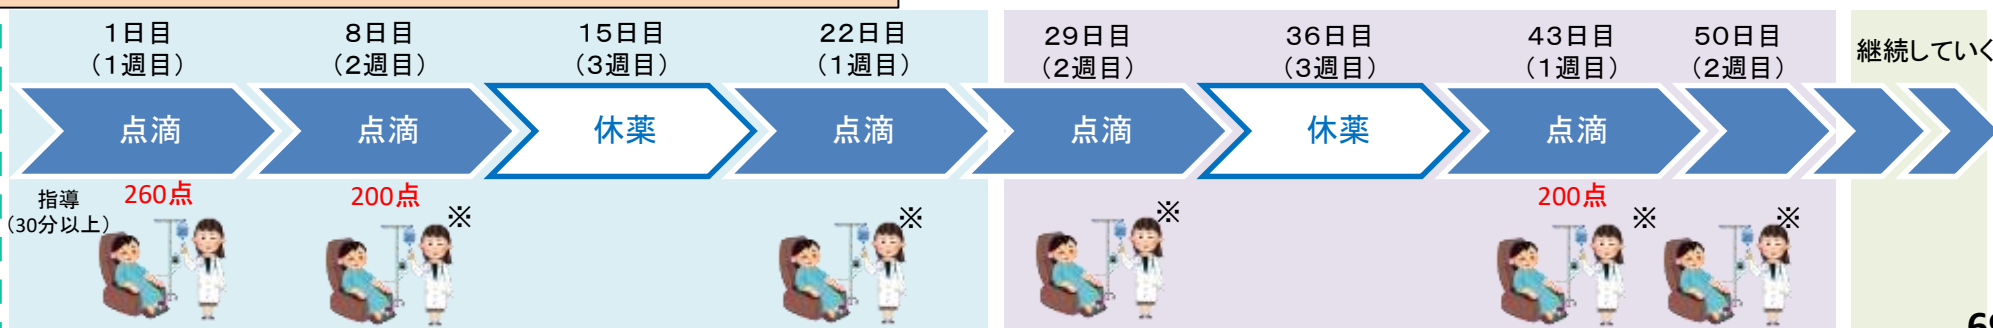 1日目
（1週目）
8日目
（2週目）
15日目
（3週目）
22日目
（1週目）
29日目
（2週目）
36日目
（3週目）
43日目
（1週目）
50日目
（2週目）
継続していく
点滴
点滴
休薬
点滴
点滴
休薬
点滴
指導
（30分以上）
260点
200点
※
※
※
200点
※
※